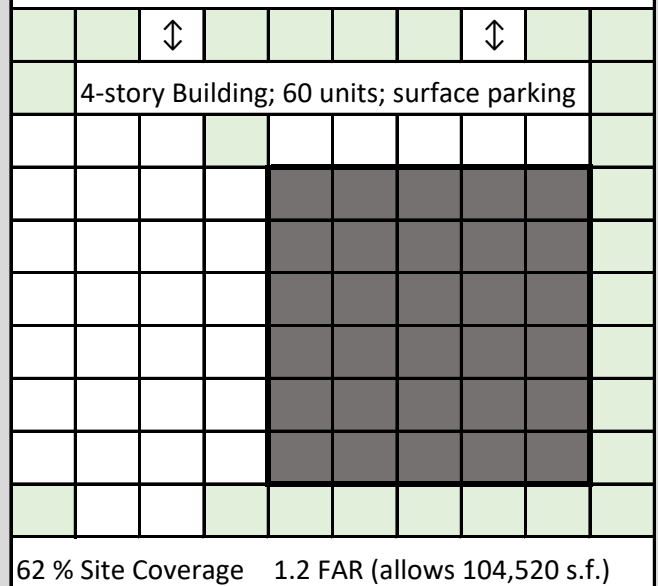 ↕ ↕
4-story Building; 60 units; surface parking
62 % Site Coverage 1.2 FAR (allows 104,520 s.f.)